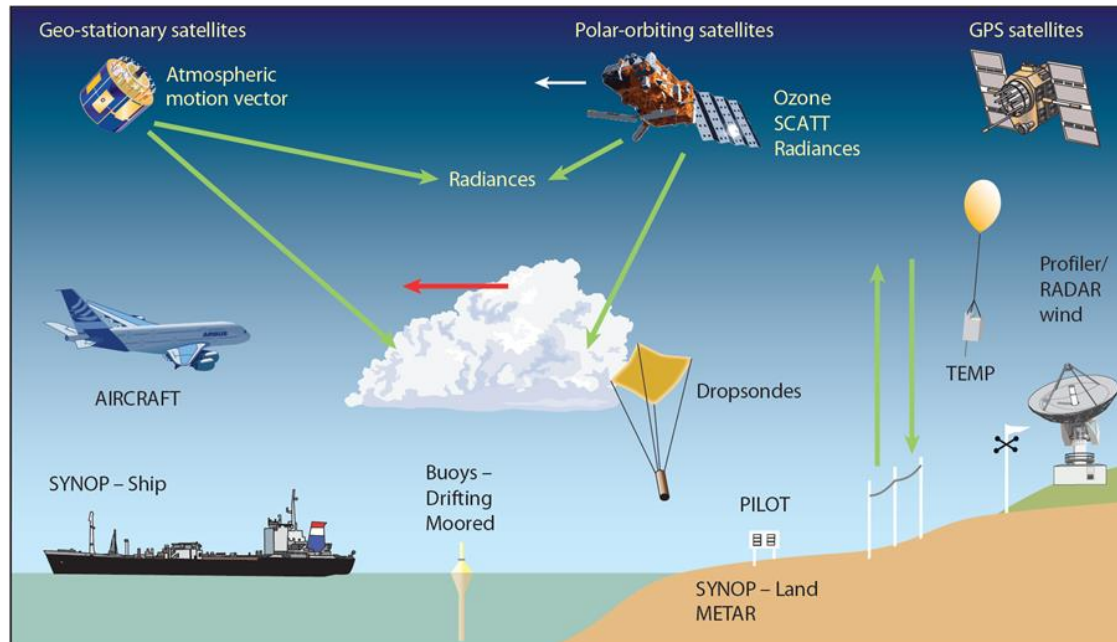 Geo-stationary satellites
Polar-orbiting satellites
GPS satellites
Atmospheric
motion vector
Ozone
SCATT
Radiances
Radiances
Profiler/
RADAR
wind
AIRBUS
AIRCRAFT
TEMP
Dropsondes
SYNOP – Ship
Buoys –
Drifting
Moored
PILOT
SYNOP – Land
METAR